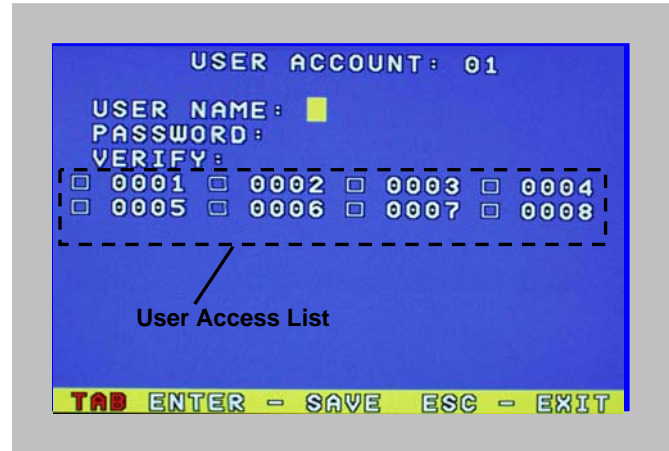 USER ACCOUNT: 01
USER NAME:
PASSWORD:
VERIFY:
0001 0002 0003 0004
0005 0006 0007 0008
User Access List
TAB ENTER - SAVE ESC - EXIT